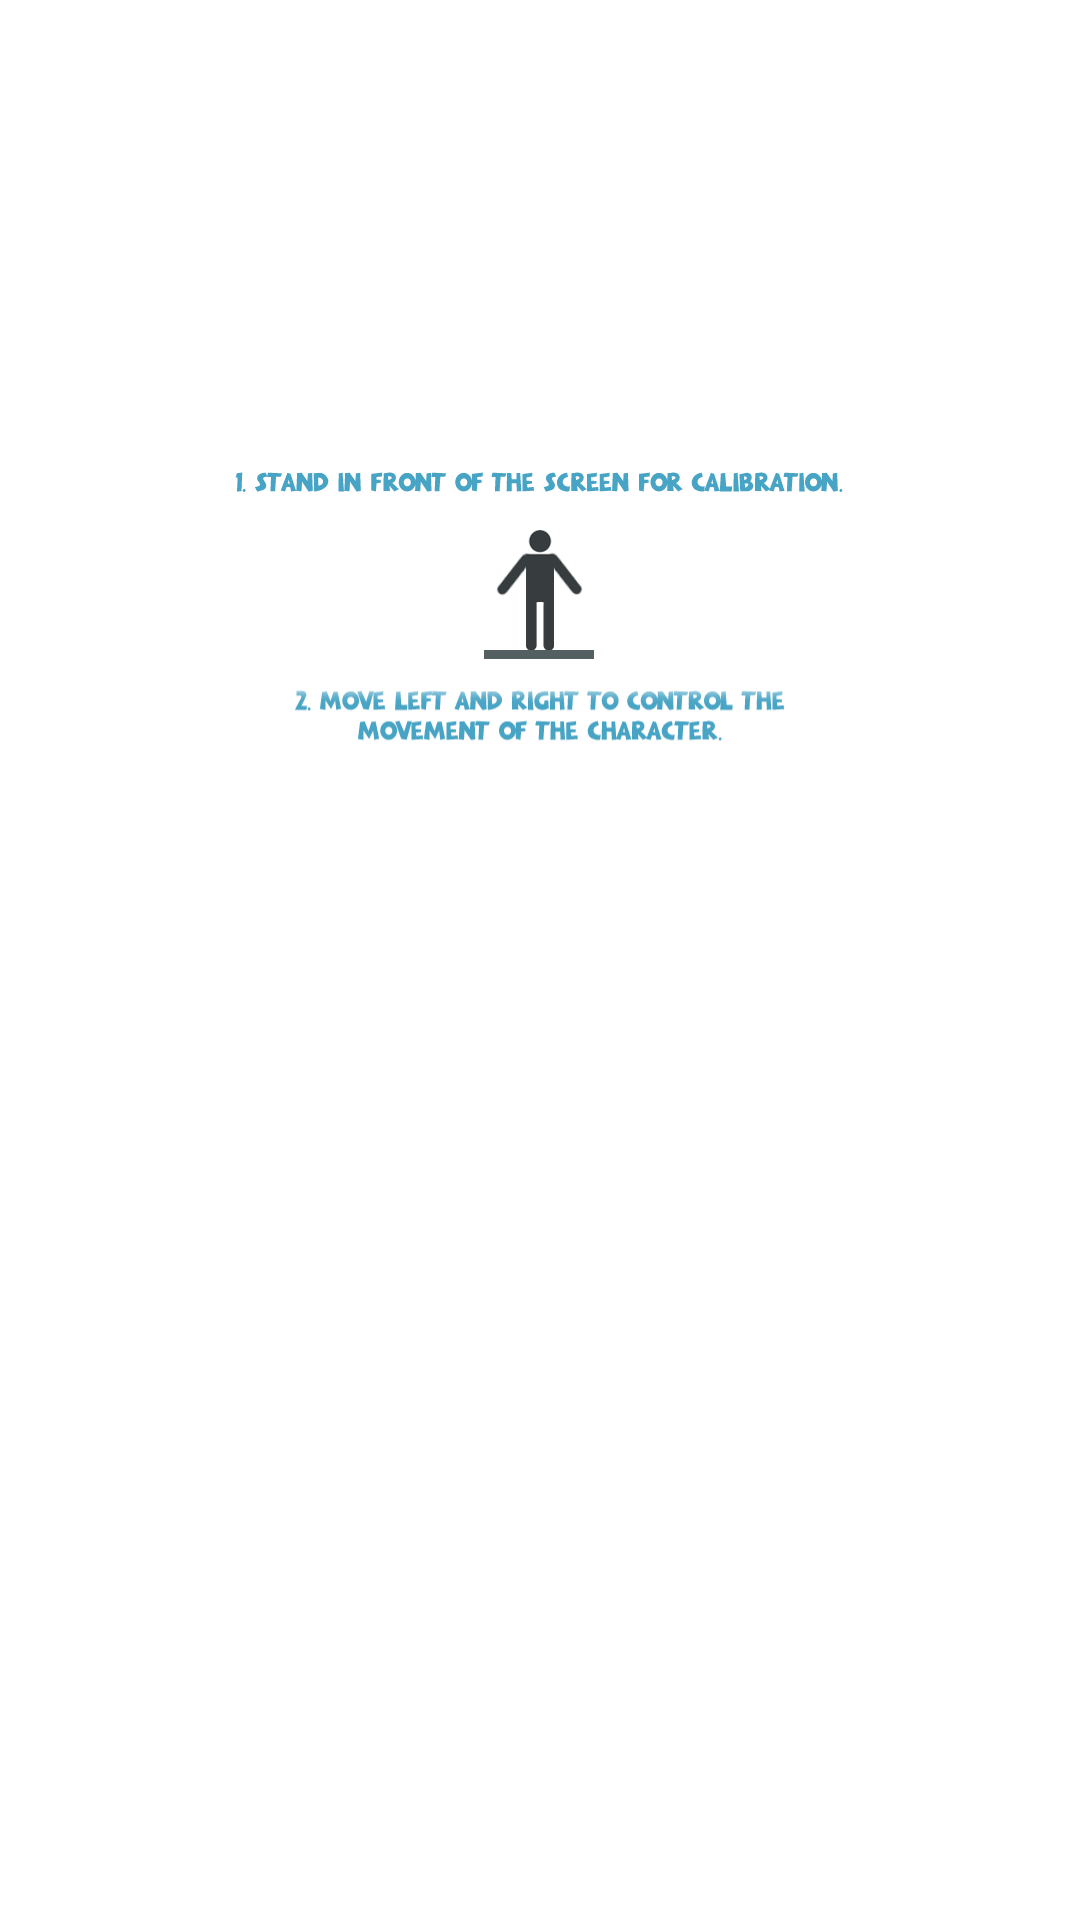 1. STAND IN FRONT OF THE SCREEN FOR CALIBRATION.
2. MOVE LEFT AND RIGHT TO CONTROL THE
MOVEMENT OF THE CHARACTER.